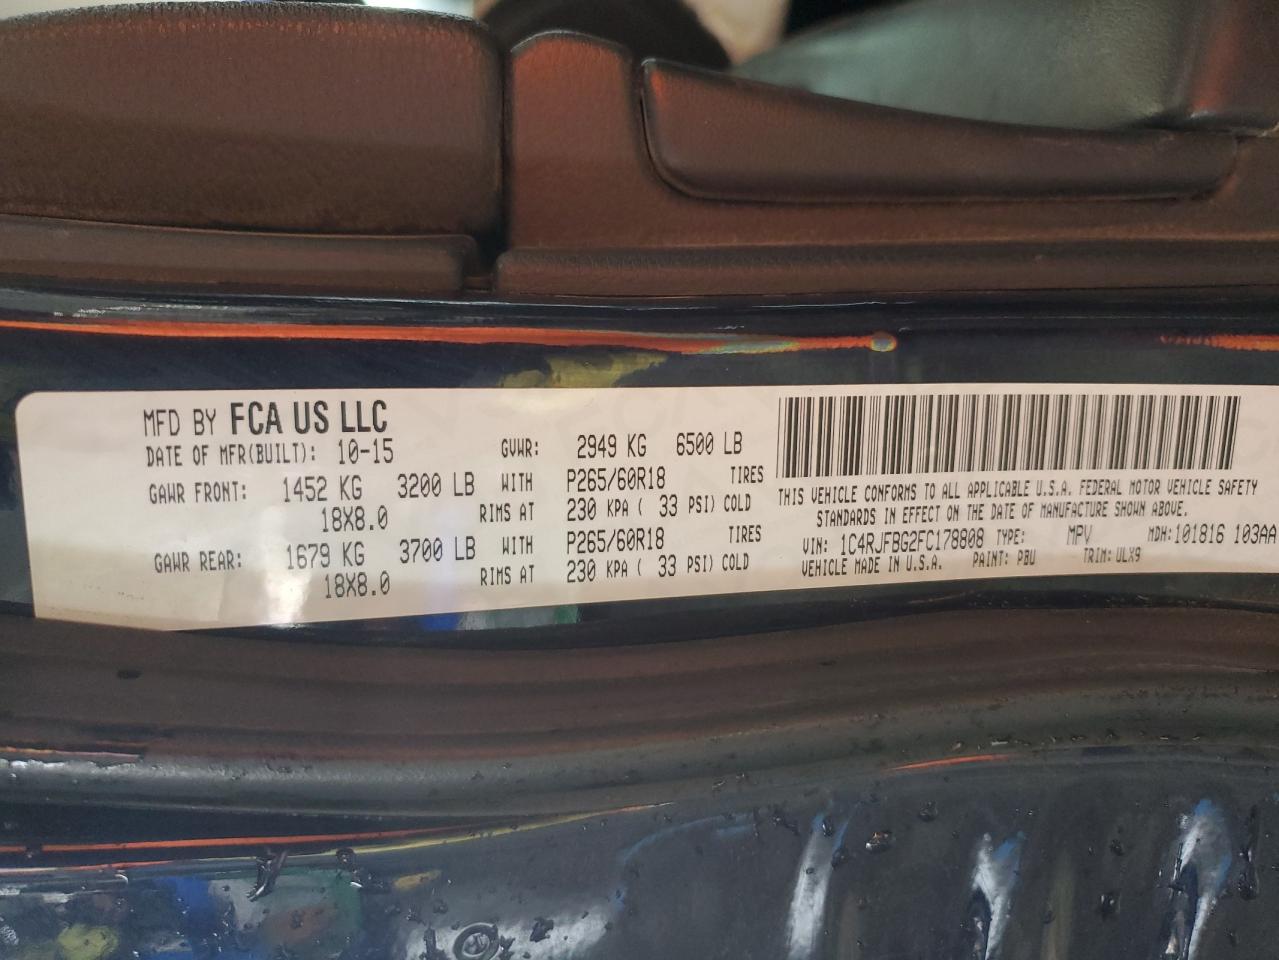 MFD BY FCA US LLC
DATE OF MFR(BUILT): 10-15 GVWR: 2949 KG 6500 LB
GAWR FRONT: 1452 KG 3200 LB WITH P265/60R18 TIRES
18X8.0 RIMS AT 230 KPA ( 33 PSI) COLD
GAWR REAR: 1679 KG 3700 LB WITH P265/60R18 TIRES
18X8.0 RIMS AT 230 KPA ( 33 PSI) COLD
THIS VEHICLE CONFORMS TO ALL APPLICABLE U.S.A. FEDERAL MOTOR VEHICLE SAFETY
STANDARDS IN EFFECT ON THE DATE OF MANUFACTURE SHOWN ABOVE.
VIN: 1C4RJFBG2FC178808 TYPE: MPV MDH:101816 103AA
VEHICLE MADE IN U.S.A. PAINT: PBU TRIM: ULX9